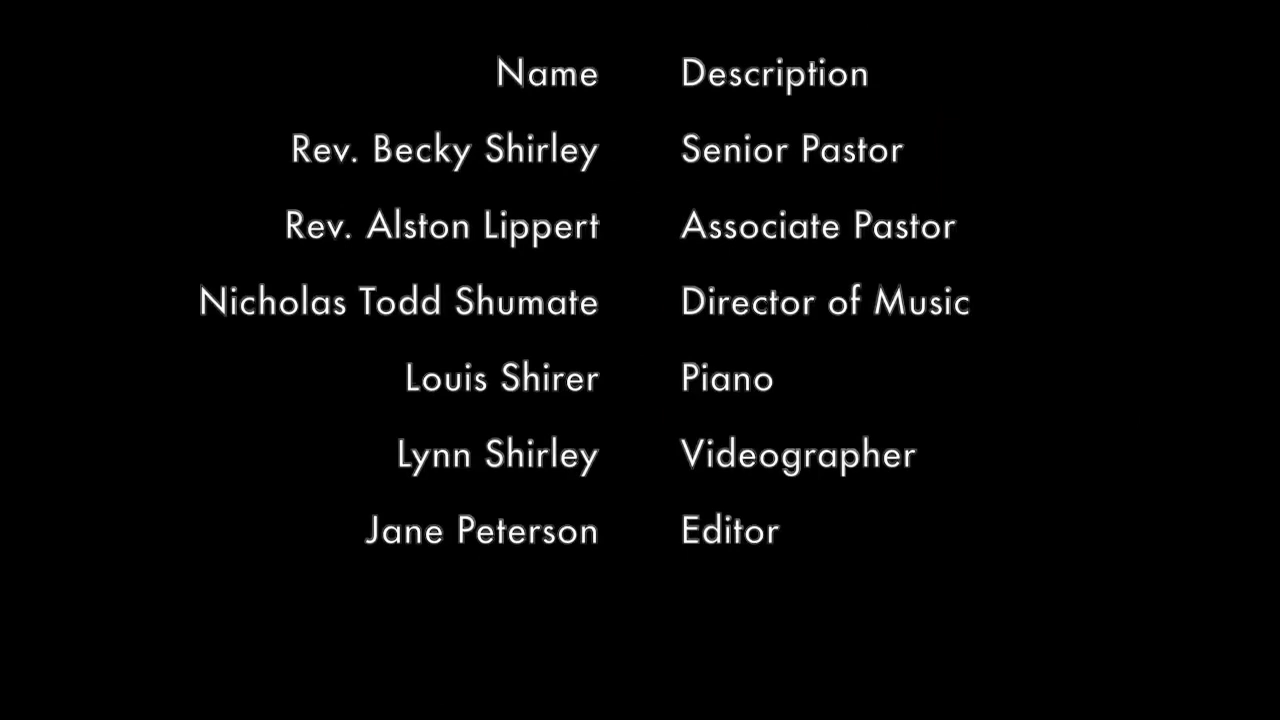 Name Description
Rev. Becky Shirley Senior Pastor
Rev. Alston Lippert Associate Pastor
Nicholas Todd Shumate Director of Music
Louis Shirer Piano
Lynn Shirley Videographer
Jane Peterson Editor